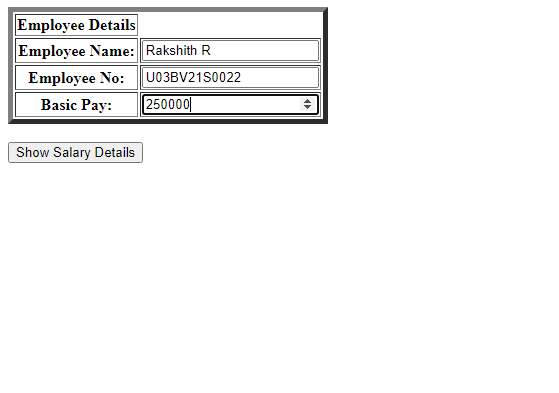 Employee Details
Employee Name: Rakshith R
Employee No: U03BV21S0022
Basic Pay: 250000
Show Salary Details